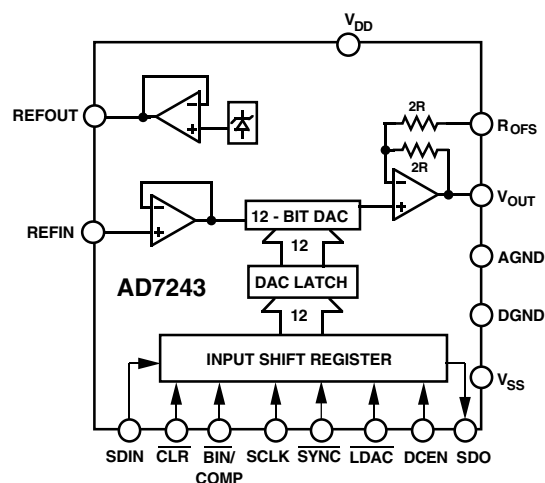 VDD
REFOUT
2R
ROFS
2R
VOUT
12 - BIT DAC
REFIN
12
AGND
AD7243
DAC LATCH
12
DGND
INPUT SHIFT REGISTER
VSS
SDIN
CLR
BIN/
COMP
SCLK
SYNC
LDAC
DCEN
SDO